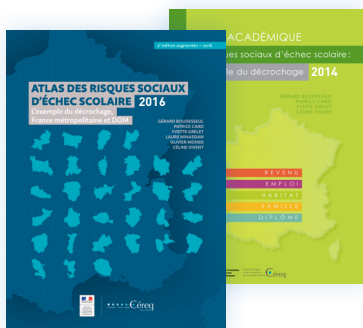 2e édition augmentée - 2016
ATLAS DES RISQUES SOCIAUX
D'ÉCHEC SCOLAIRE 2016
L'exemple du décrochage,
France métropolitaine et DOM
GÉRARD BOUDESSEUL
PATRICE CARO
YVETTE GRELET
LAURE MINASSIAN
OLIVIER MONSO
CÉLINE VIVENT
Céreq
ACADÉMIQUE
ques sociaux d'échec scolaire :
ple du décrochage 2014
GÉRARD BOUDESSEUL
PATRICE CARO
YVETTE GRELET
CÉLINE VIVENT
REVENU
EMPLOI
HABITAT
FAMILLE
DIPLÔME
Céreq